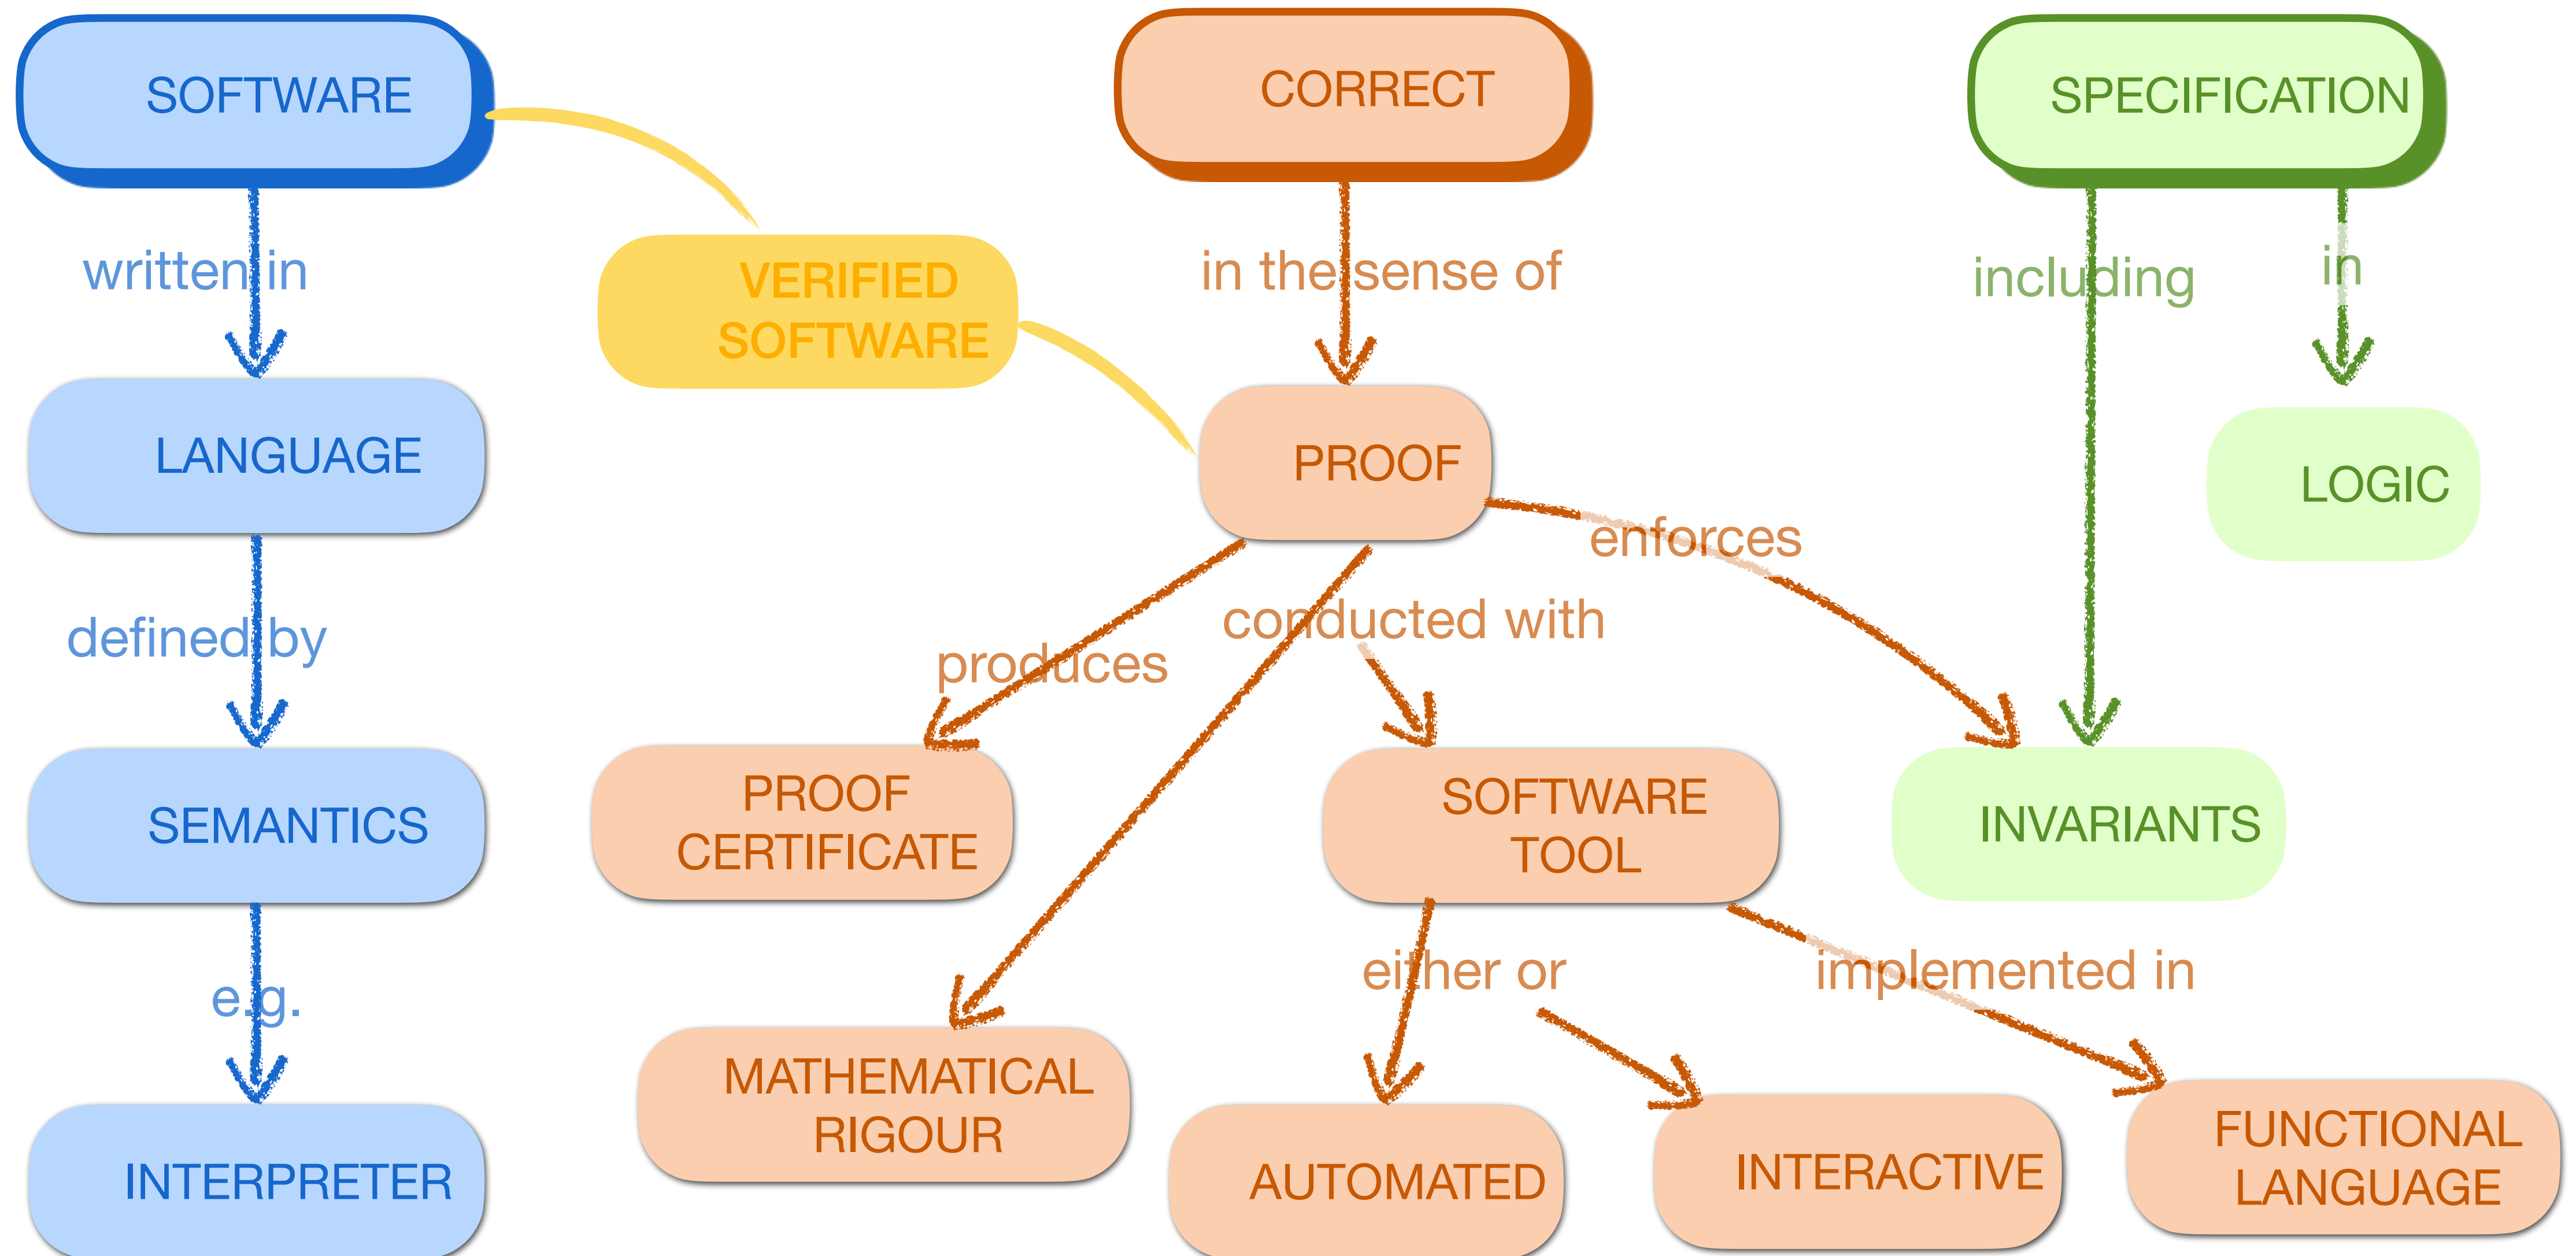 SOFTWARE
CORRECT
SPECIFICATION
written in
VERIFIED
SOFTWARE
in the sense of
including
in
LANGUAGE
PROOF
LOGIC
enforces
defined by
produces
conducted with
SEMANTICS
PROOF
CERTIFICATE
SOFTWARE
TOOL
INVARIANTS
e.g.
either or
implemented in
MATHEMATICAL
RIGOUR
INTERPRETER
AUTOMATED
INTERACTIVE
FUNCTIONAL
LANGUAGE